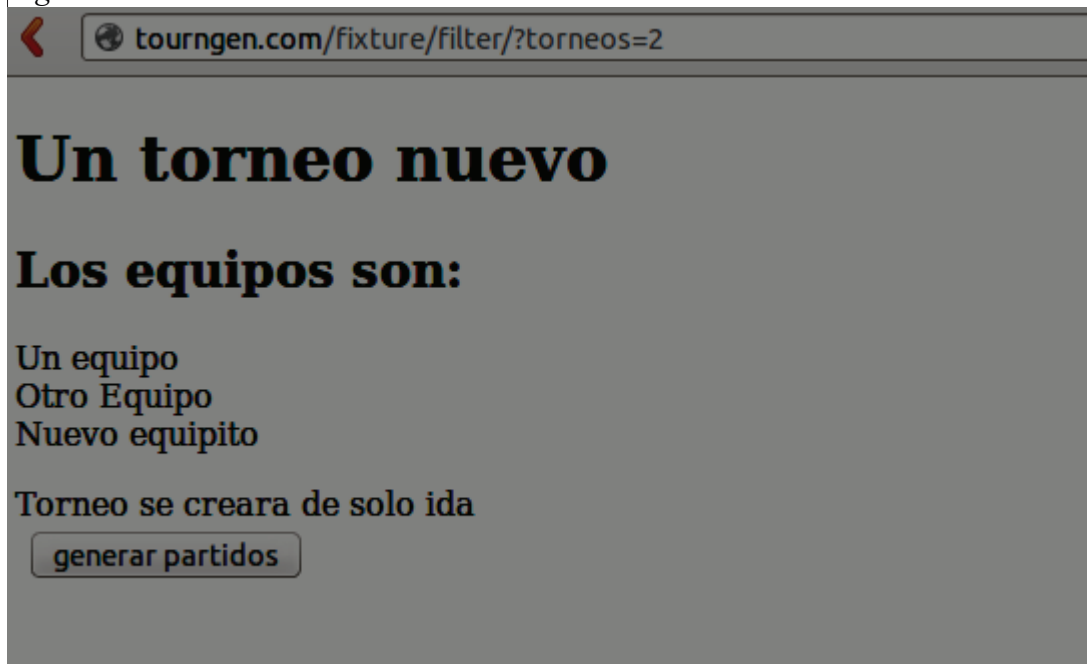 tourngen.com/fixture/filter/?torneos=2
Un torneo nuevo
Los equipos son:
Un equipo
Otro Equipo
Nuevo equipito
Torneo se creara de solo ida
generar partidos